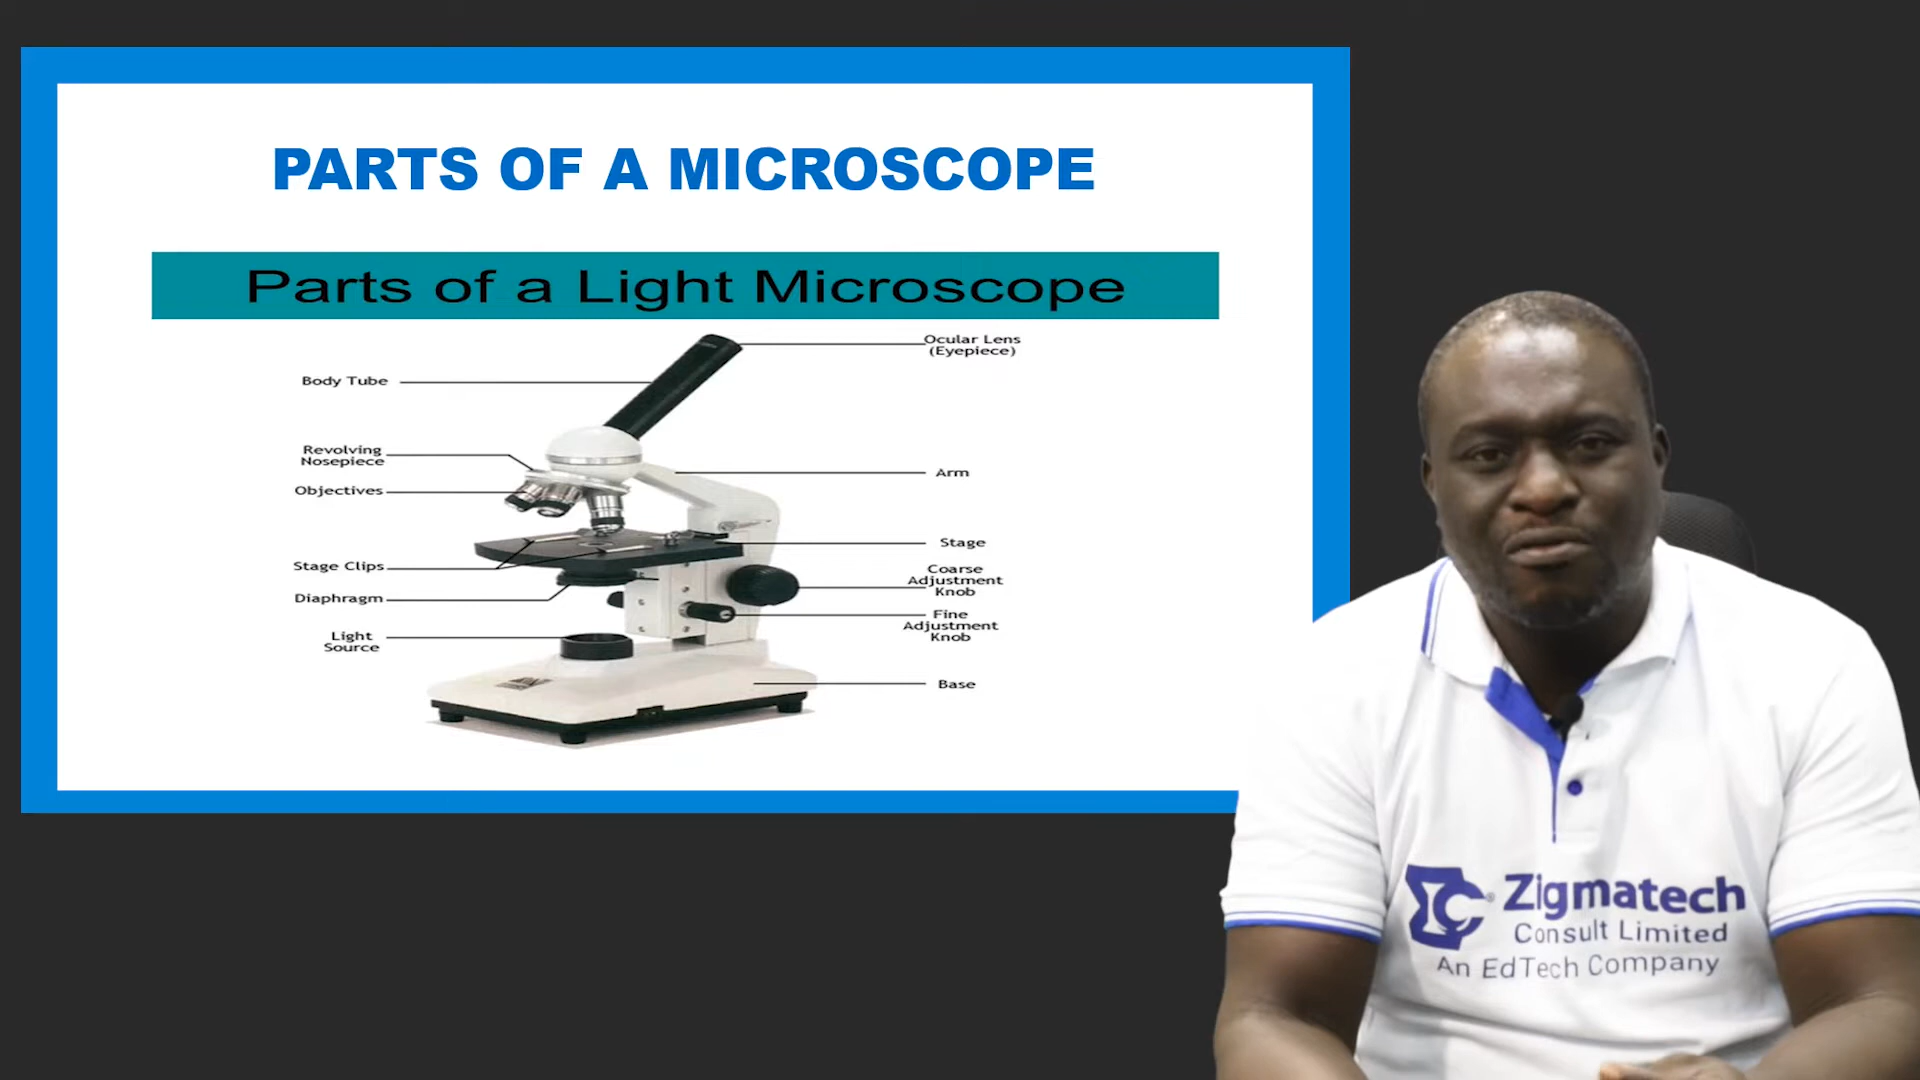 PARTS OF A MICROSCOPE
Parts of a Light Microscope
Ocular Lens
(Eyepiece)
Body Tube
Revolving
Nosepiece
Arm
Objectives
Stage
Stage Clips
Coarse
Adjustment
Knob
Diaphragm
Fine
Adjustment
Knob
Light
Source
Base
Zigmatech
Consult Limited
An EdTech Company